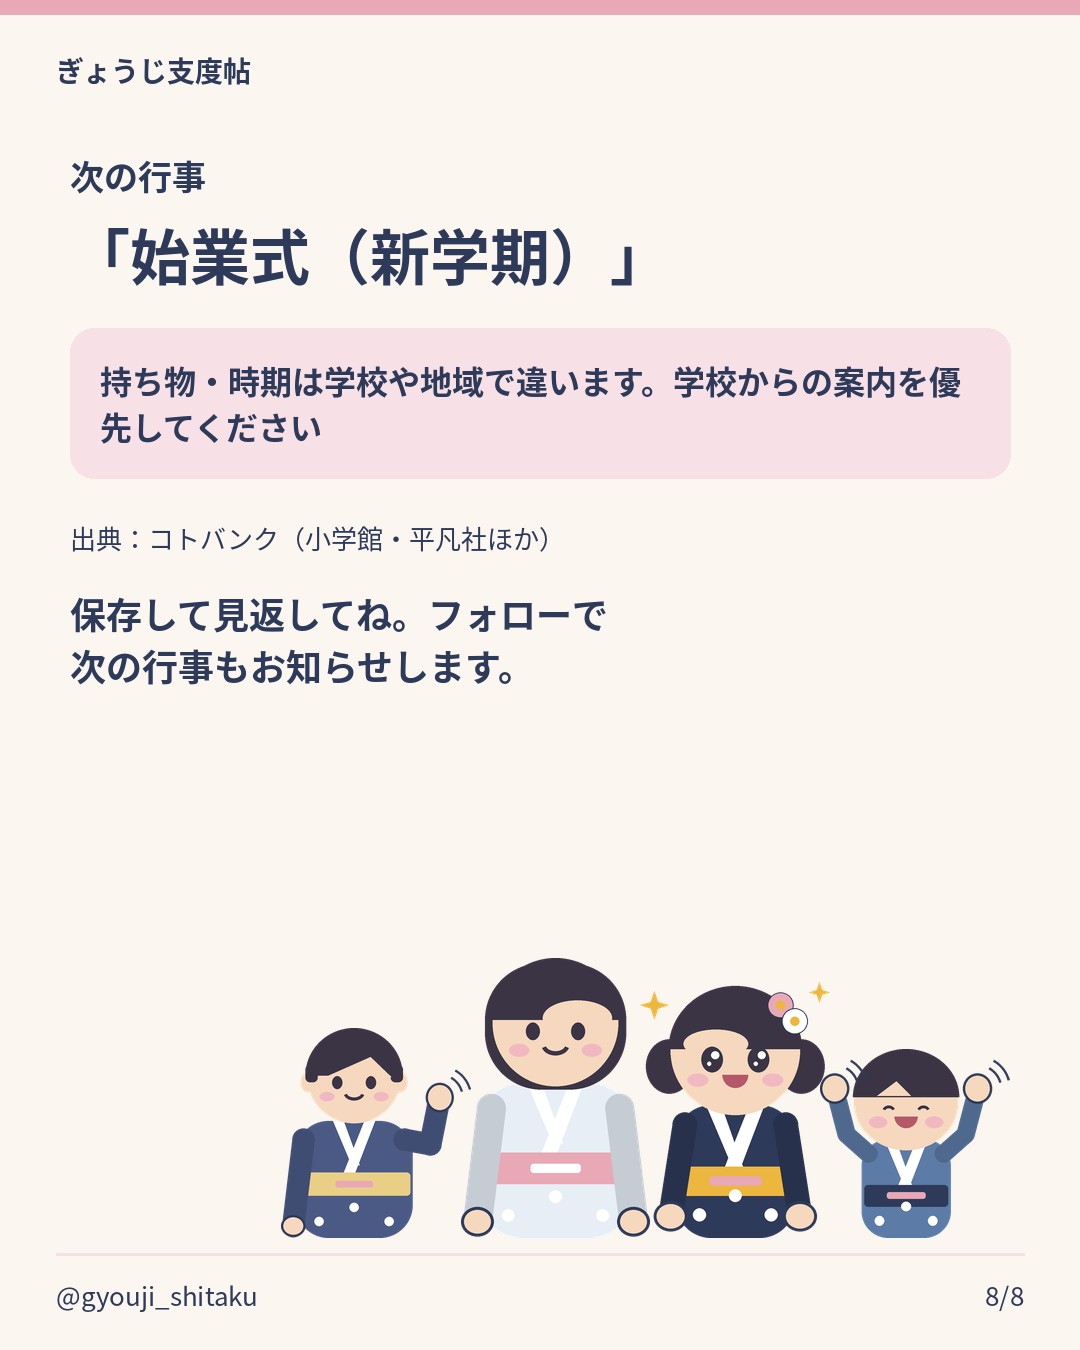 ぎょうじ支度帖
次の行事
「始業式（新学期）」
持ち物・時期は学校や地域で違います。学校からの案内を優
先してください
出典：コトバンク（小学館・平凡社ほか）
保存して見返してね。フォローで
次の行事もお知らせします。
@gyouji_shitaku
8/8